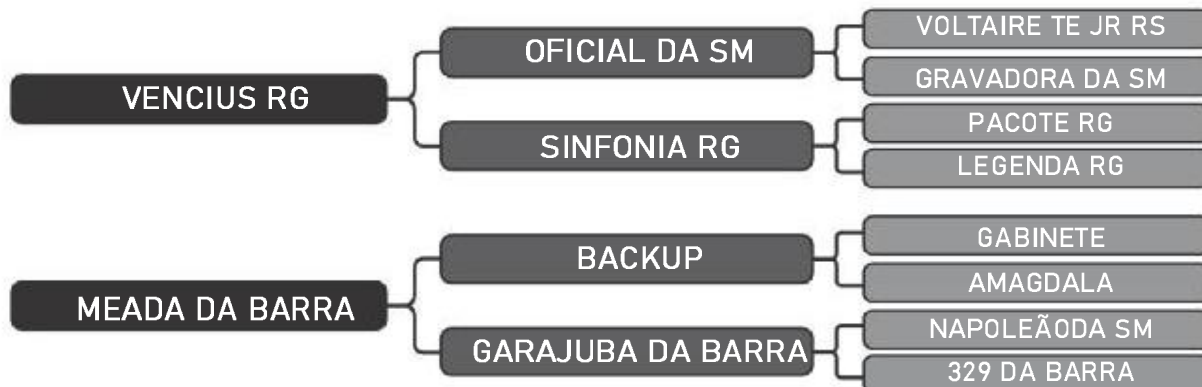 VENCIUS RG
OFICIAL DA SM
VOLTAIRE TE JR RS
GRAVADORA DA SM
SINFONIA RG
PACOTE RG
LEGENDA RG
MEADA DA BARRA
BACKUP
GABINETE
AMAGDALA
GARAJUBA DA BARRA
NAPOLEÃODA SM
329 DA BARRA